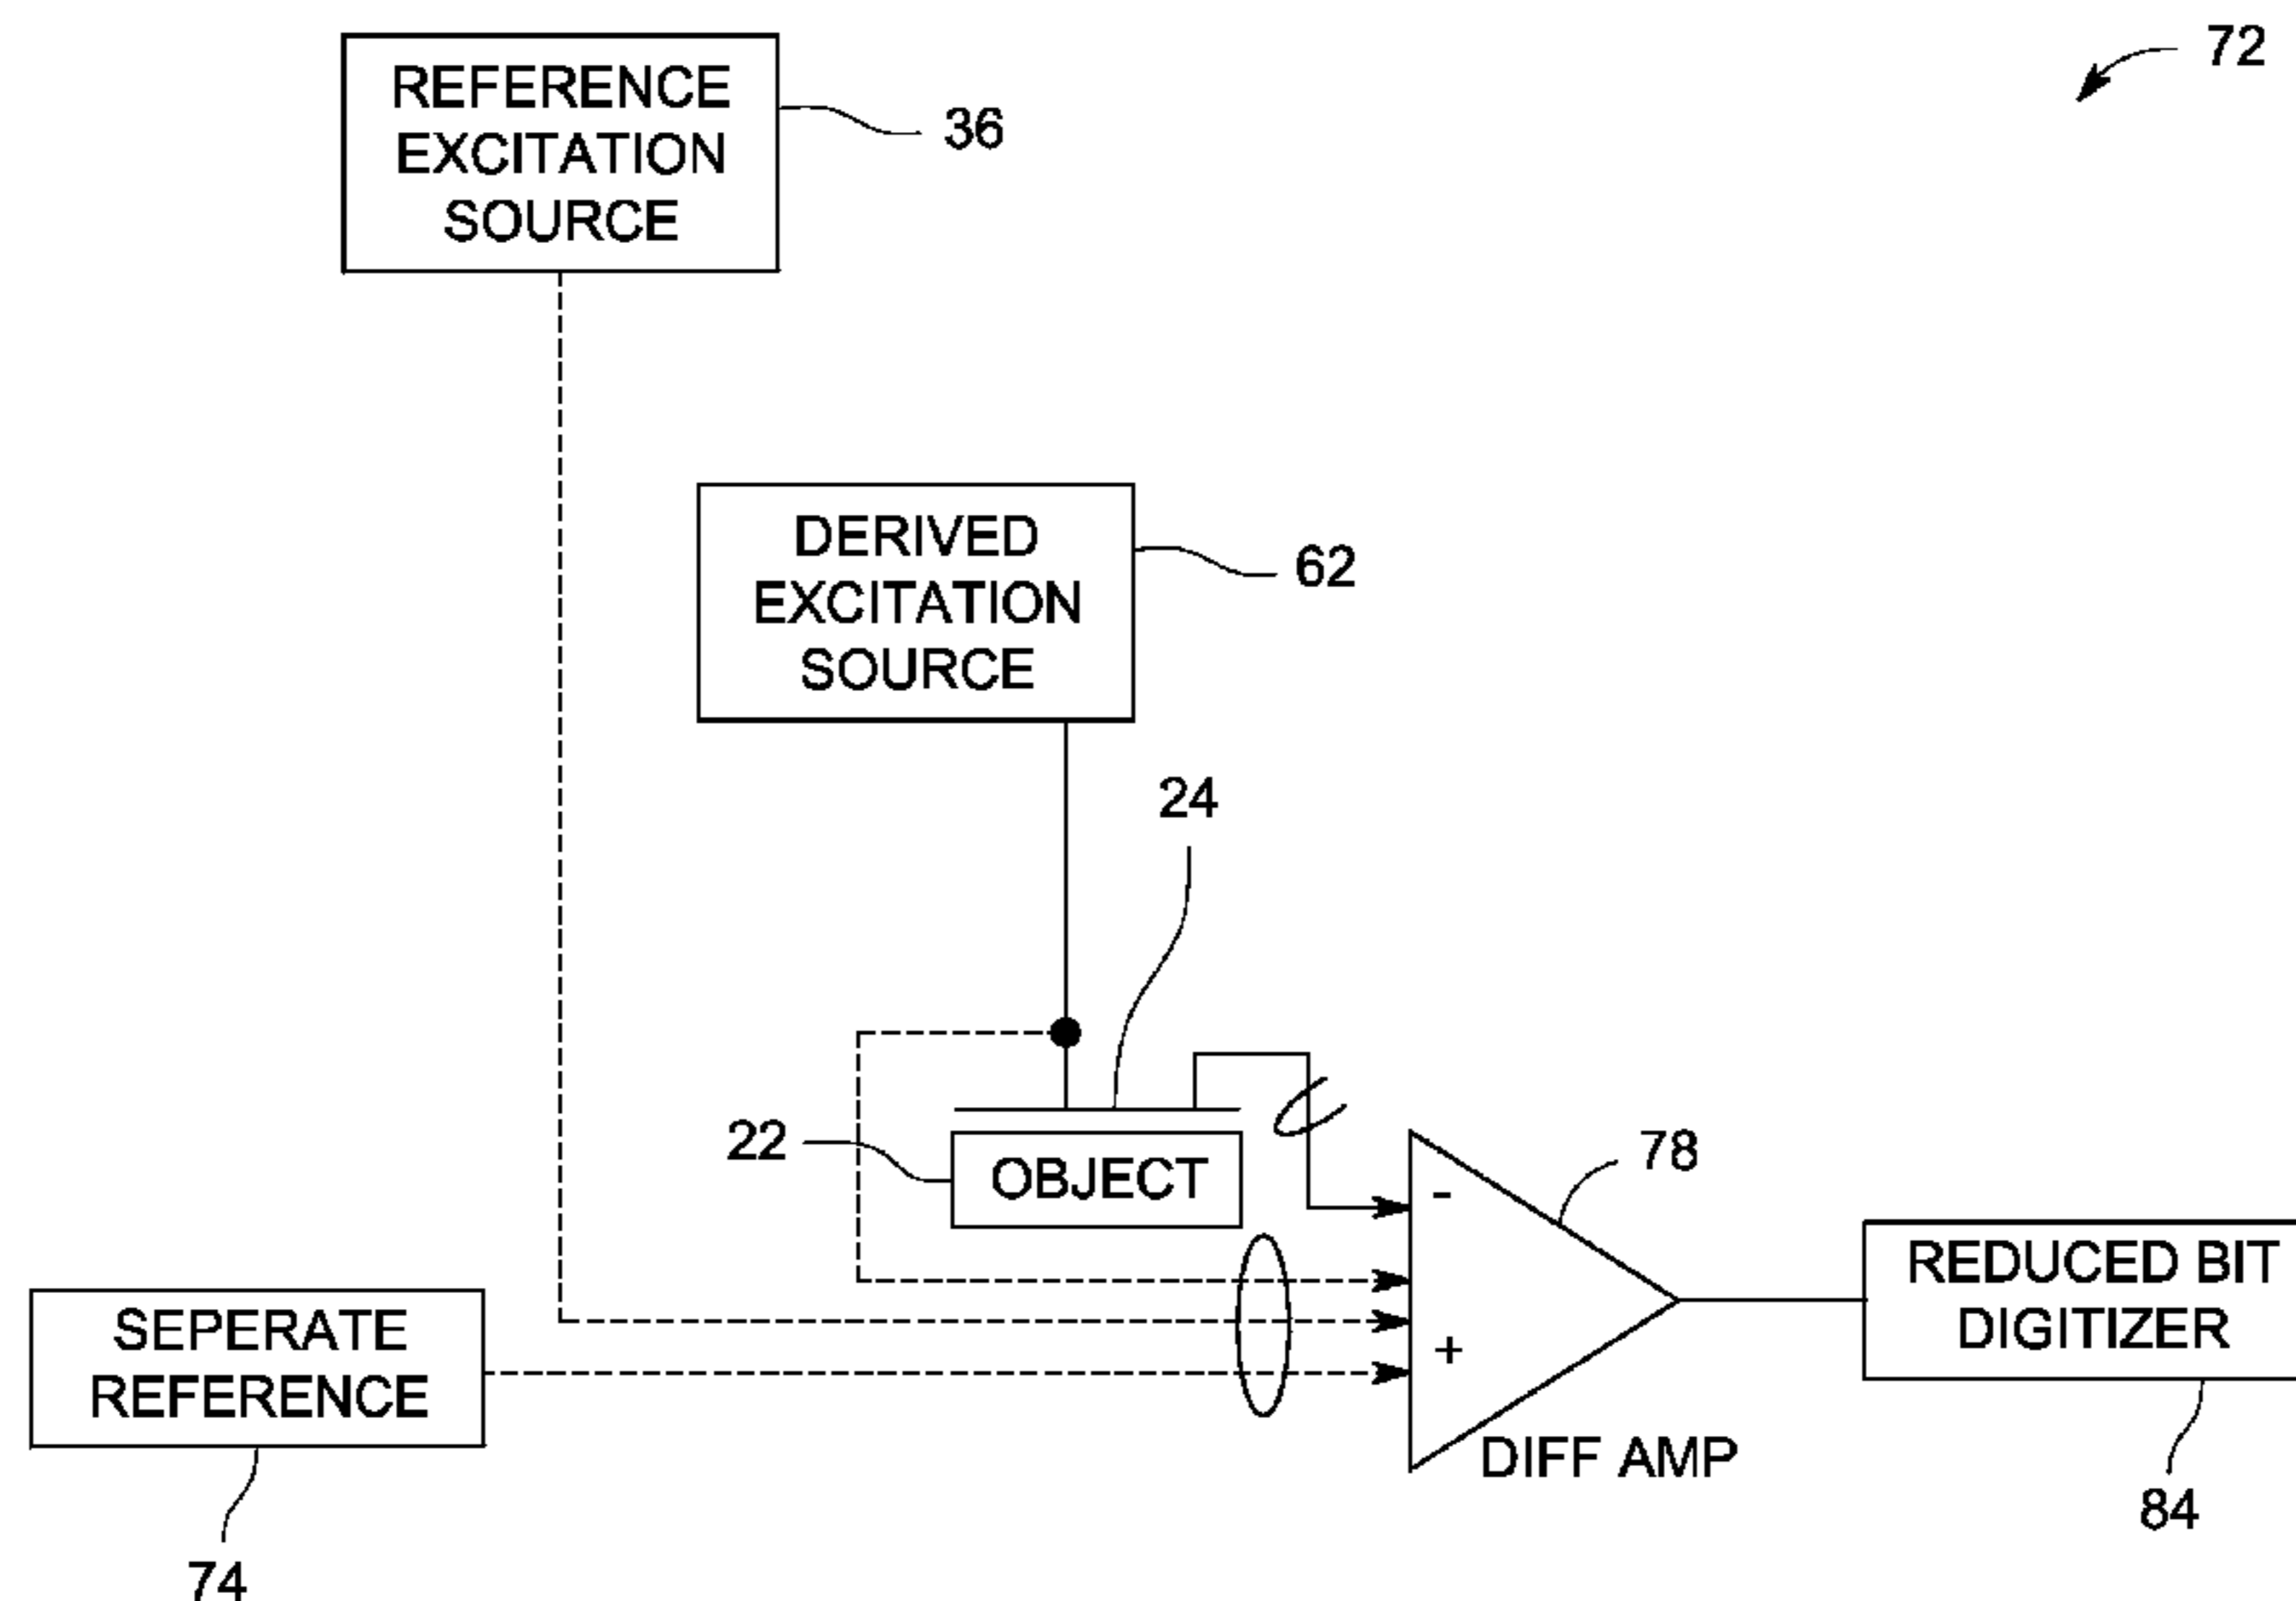 72
REFERENCE
EXCITATION
SOURCE
36
DERIVED
EXCITATION
SOURCE
62
24
22
OBJECT
-
78
+
DIFF AMP
REDUCED BIT
DIGITIZER
84
SEPERATE
REFERENCE
74